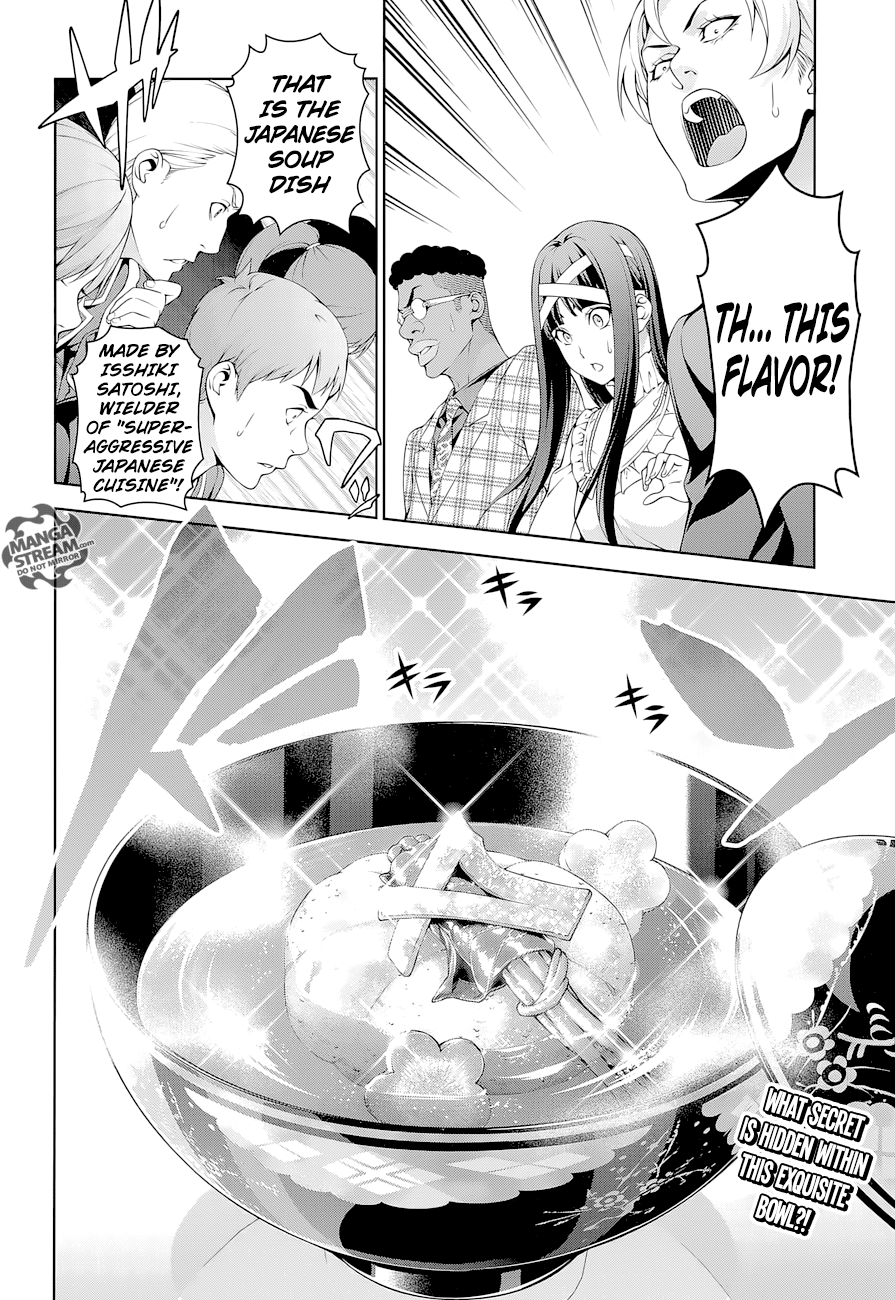 TH... THIS
FLAVOR!
THAT
IS THE
JAPANESE
SOUP
DISH
MADE BY
ISSHIKI
SATOSHI,
WIELDER
OF "SUPER-
AGGRESSIVE
JAPANESE
CUISINE"!
MANGA
STREAM.com
DO NOT MIRROR
キラ
キラ
キラ
WHAT SECRET
IS HIDDEN WITHIN
THIS EXQUISITE
BOWL?!